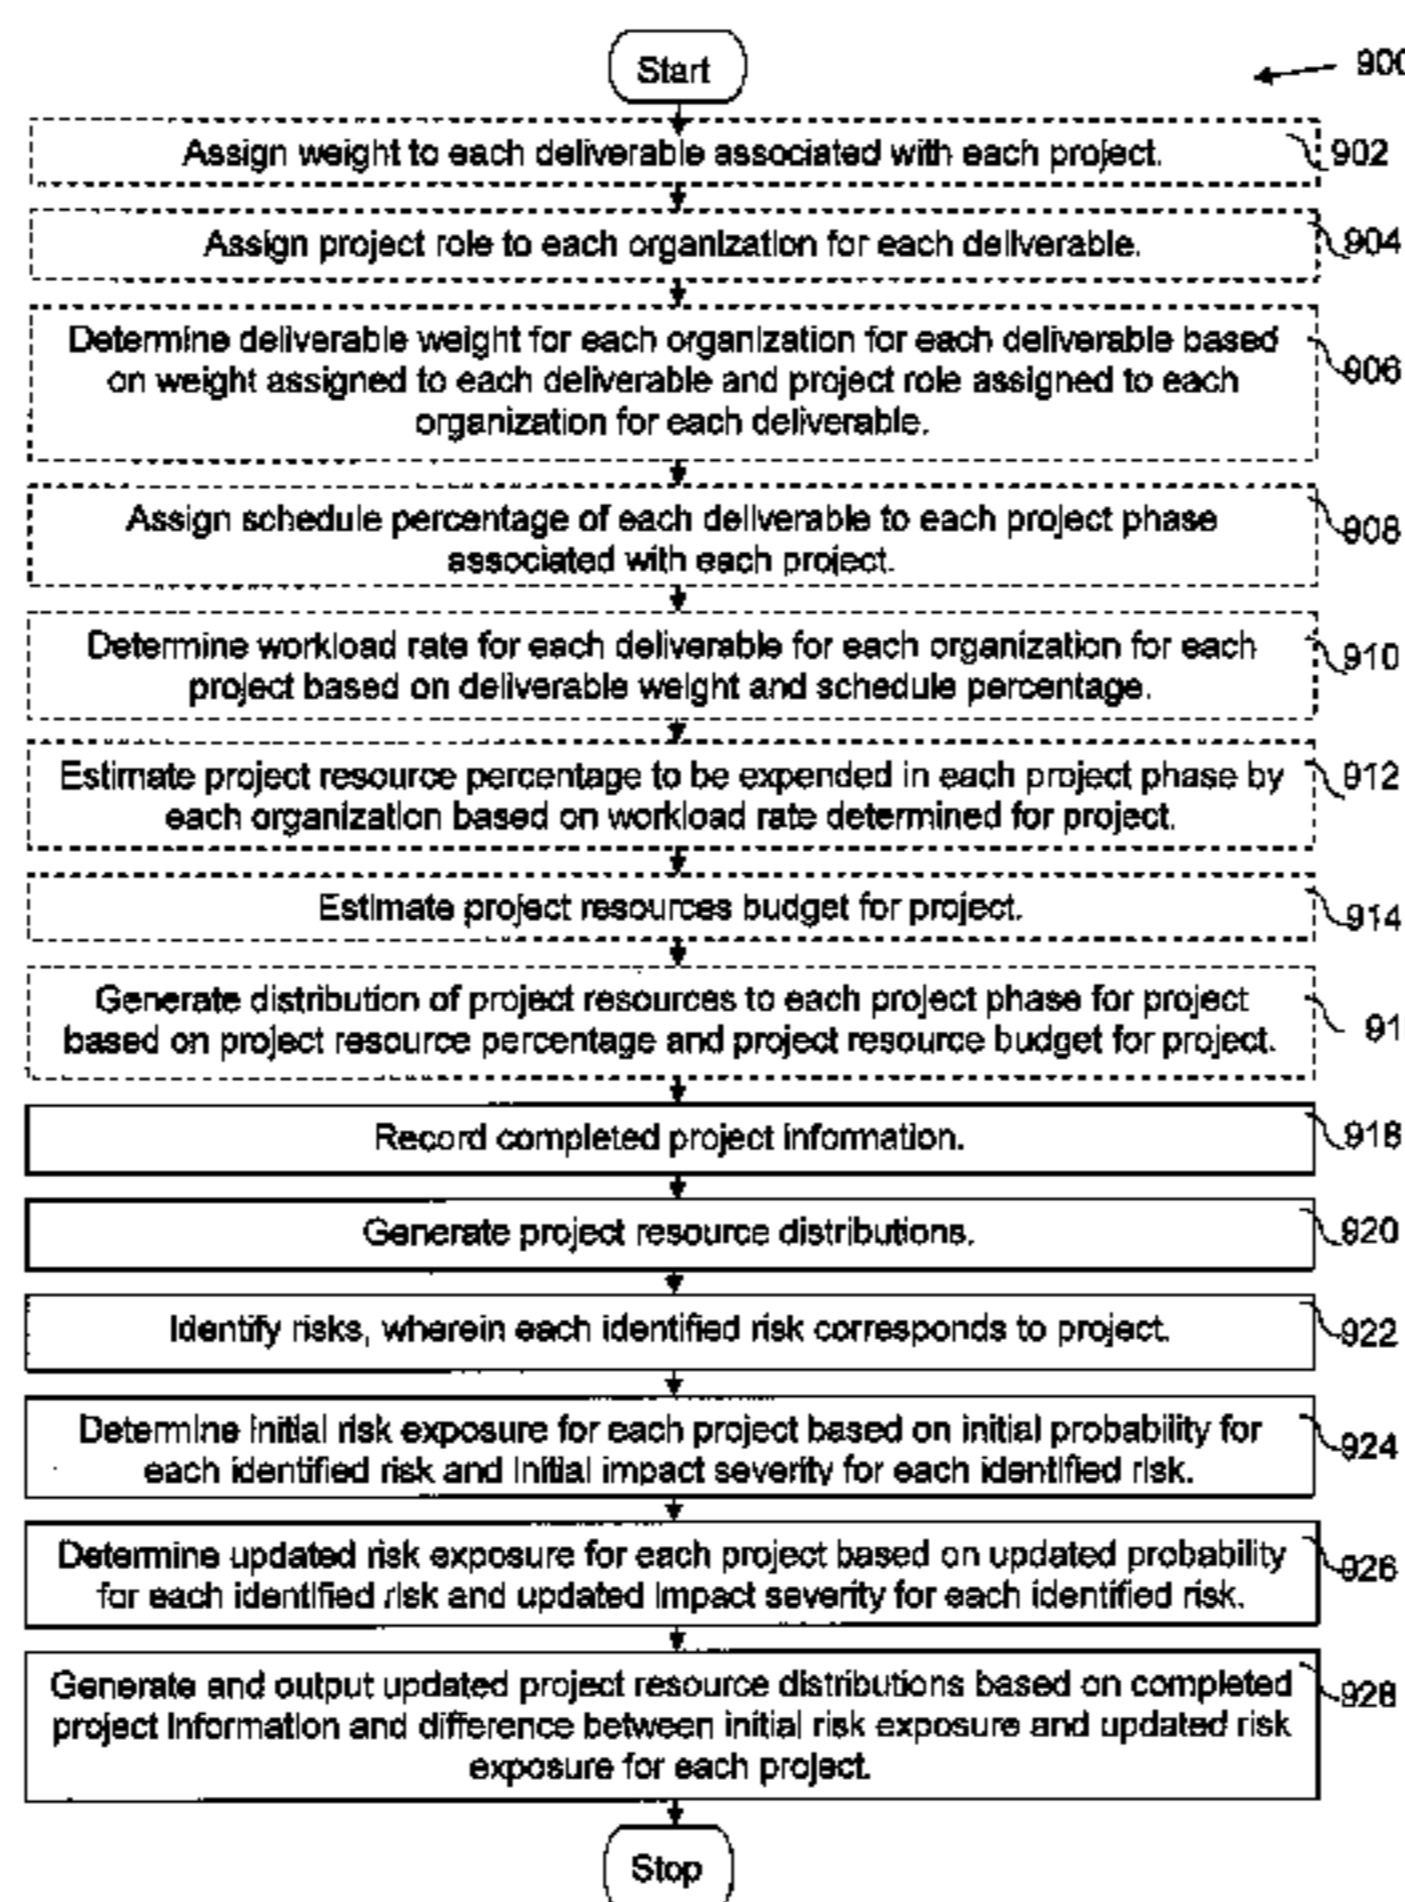 Start
900
Assign weight to each deliverable associated with each project.
902
Assign project role to each organization for each deliverable.
904
Determine deliverable weight for each organization for each deliverable based
on weight assigned to each deliverable and project role assigned to each
organization for each deliverable.
906
Assign schedule percentage of each deliverable to each project phase
associated with each project.
908
Determine workload rate for each deliverable for each organization for each
project based on deliverable weight and schedule percentage.
910
Estimate project resource percentage to be expended in each project phase by
each organization based on workload rate determined for project.
912
Estimate project resources budget for project.
914
Generate distribution of project resources to each project phase for project
based on project resource percentage and project resource budget for project.
91
Record completed project information.
918
Generate project resource distributions.
920
Identify risks, wherein each identified risk corresponds to project.
922
Determine initial risk exposure for each project based on initial probability for
each identified risk and initial impact severity for each identified risk.
924
Determine updated risk exposure for each project based on updated probability
for each identified risk and updated impact severity for each identified risk.
926
Generate and output updated project resource distributions based on completed
project information and difference between initial risk exposure and updated risk
exposure for each project.
928
Stop